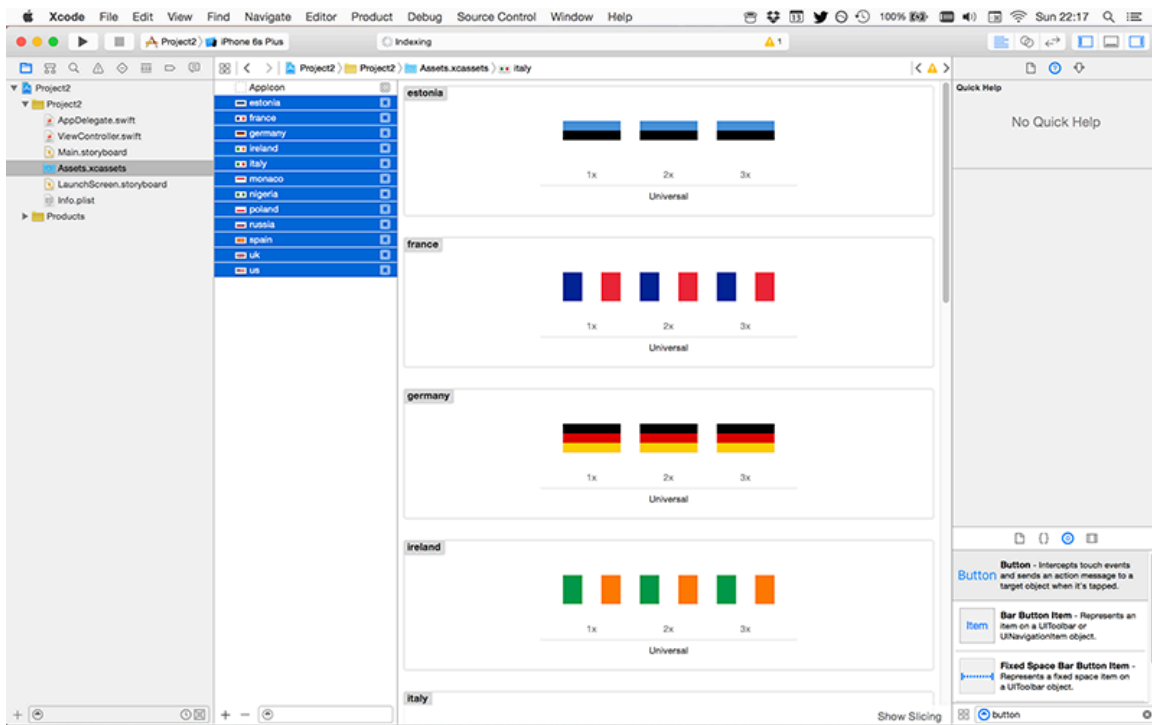 Xcode File Edit View Find Navigate Editor Product Debug Source Control Window Help
13 100% Sun 22:17
Project2 iPhone 6s Plus
Indexing
1
Project2 Project2 Assets.xcassets italy
Project2
Project2
AppDelegate.swift
ViewController.swift
Main.storyboard
Assets.xcassets
LaunchScreen.storyboard
Info.plist
Products
AppIcon
estonia
france
germany
ireland
italy
monaco
nigeria
poland
russia
spain
uk
us
estonia
1x 2x 3x
Universal
france
1x 2x 3x
Universal
germany
1x 2x 3x
Universal
ireland
1x 2x 3x
Universal
italy
Show Slicing
Quick Help
No Quick Help
{}
Button
Button - Intercepts touch events
and sends an action message to a
target object when it's tapped.
Item
Bar Button Item - Represents an
item on a UIToolbar or
UINavigationItem object.
Fixed Space Bar Button Item -
Represents a fixed space item on
a UIToolbar object.
button